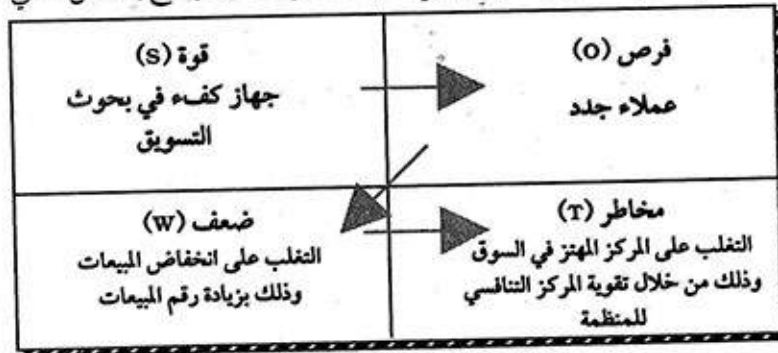 فرص (O)
عملاء جدد
قوة (S)
جهاز كفء في بحوث
التسويق
مخاطر (T)
التغلب على المركز المهتز في السوق
وذلك من خلال تقوية المركز التنافسي
للمنظمة
ضعف (W)
التغلب على انخفاض المبيعات
وذلك بزيادة رقم المبيعات